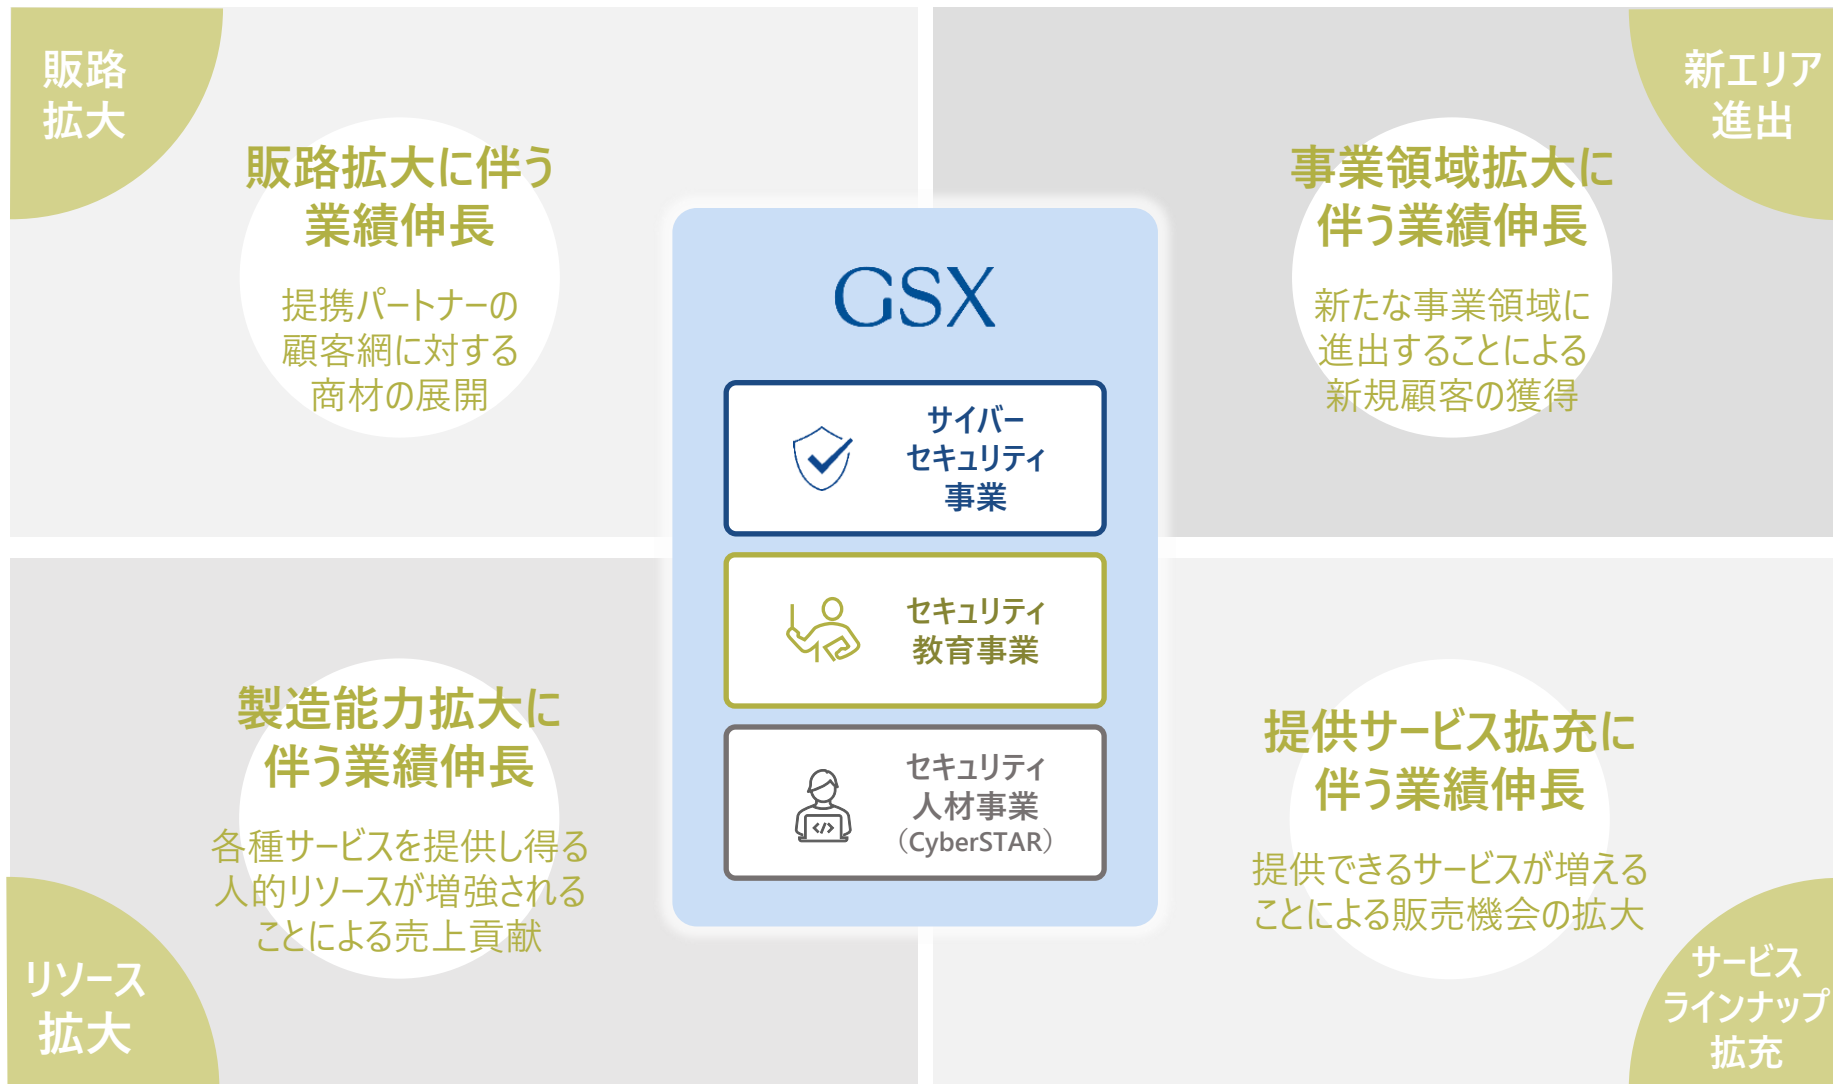 販路
拡大
販路拡大に伴う
業績伸長
提携パートナーの
顧客網に対する
商材の展開
新エリア
進出
事業領域拡大に
伴う業績伸長
新たな事業領域に
進出することによる
新規顧客の獲得
GSX
サイバー
セキュリティ
事業
セキュリティ
教育事業
セキュリティ
人材事業
（CyberSTAR）
製造能力拡大に
伴う業績伸長
各種サービスを提供し得る
人的リソースが増強される
ことによる売上貢献
リソース
拡大
提供サービス拡充に
伴う業績伸長
提供できるサービスが増える
ことによる販売機会の拡大
サービス
ラインナップ
拡充